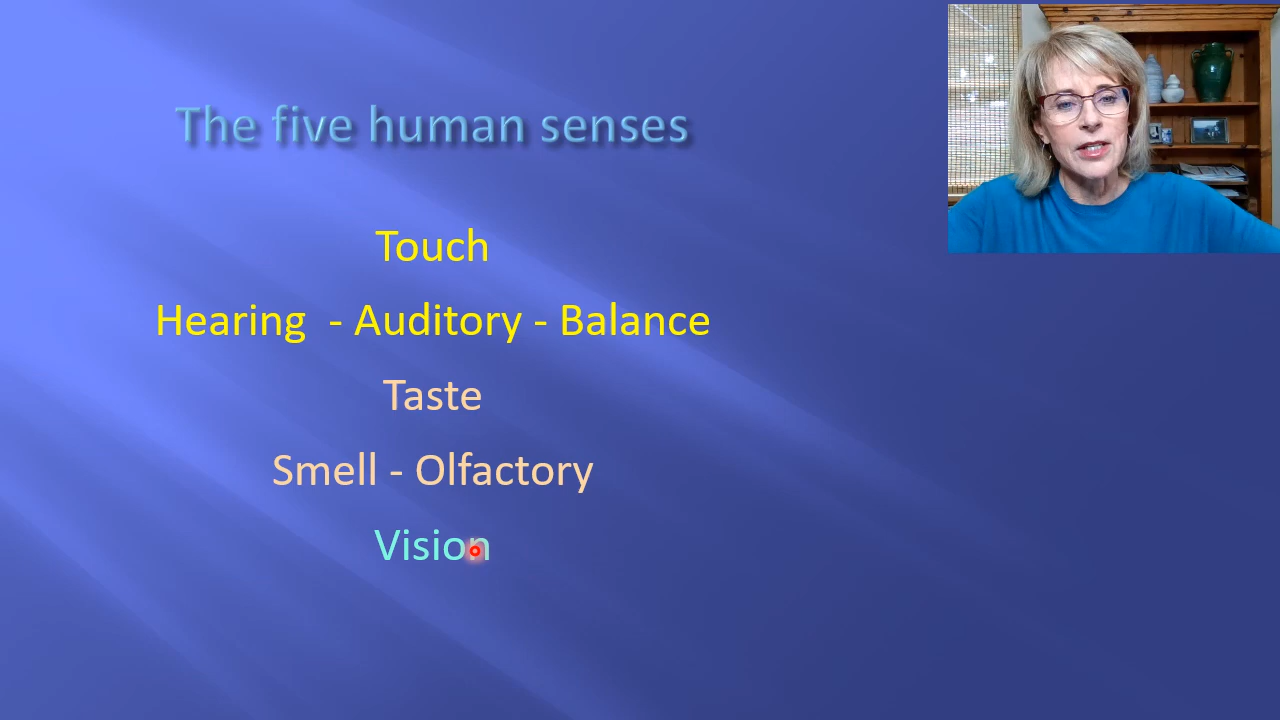 The five human senses
Touch
Hearing  - Auditory - Balance
Taste
Smell - Olfactory
Vision